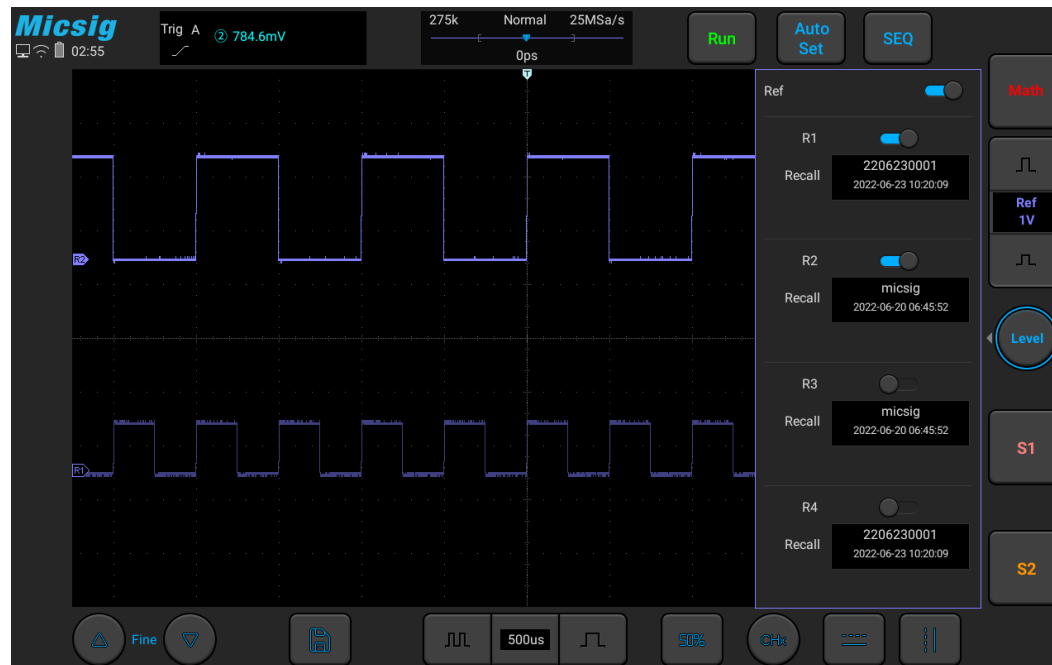 Micsig
02:55
Trig A ② 784.6mV
275k Normal 25MSa/s
0ps
Run
Auto
Set
SEQ
T
Math
Ref
R1
Recall
2206230001
2022-06-23 10:20:09
R2
Recall
micsig
2022-06-20 06:45:52
R3
Recall
micsig
2022-06-20 06:45:52
R4
Recall
2206230001
2022-06-23 10:20:09
R2
R1
Ref
1V
Level
S1
S2
Fine
500us
50%
CHx